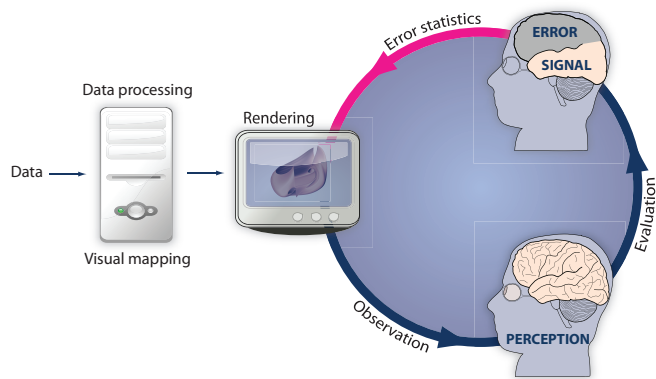 Data
Data processing
Visual mapping
Rendering
Error statistics
ERROR
SIGNAL
Evaluation
PERCEPTION
Observation